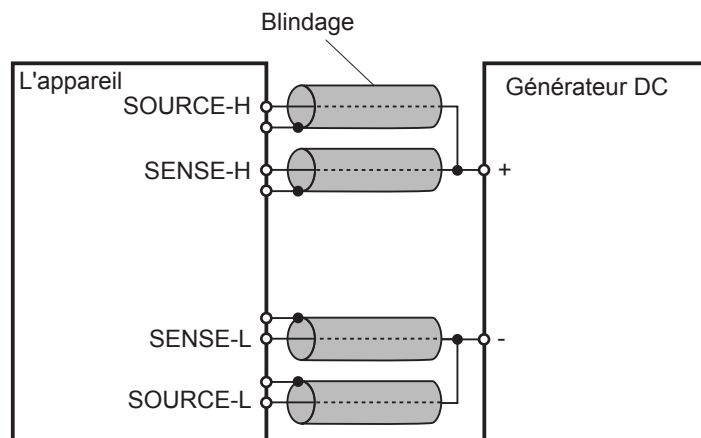 Blindage
L'appareil
Générateur DC
SOURCE-H
SENSE-H
+
SENSE-L
-
SOURCE-L